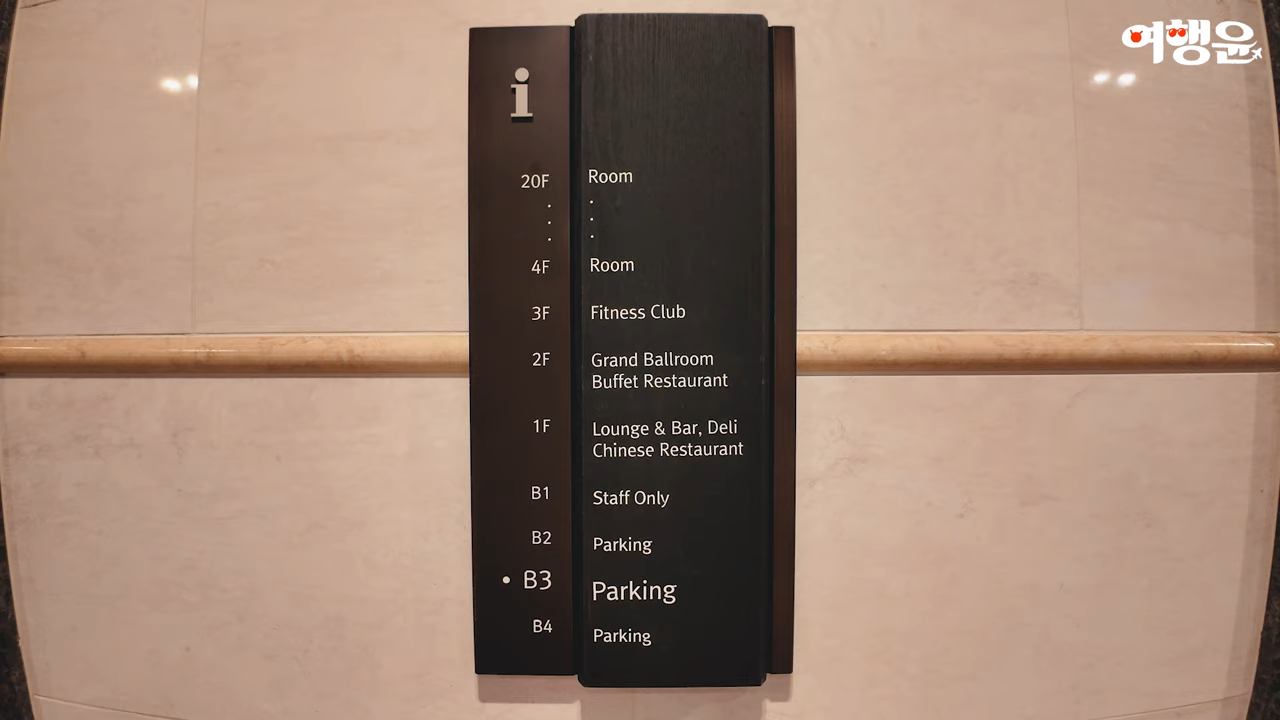 여행윤
i
20F Room
4F Room
3F Fitness Club
2F Grand Ballroom
Buffet Restaurant
1F Lounge & Bar, Deli
Chinese Restaurant
B1 Staff Only
B2 Parking
• B3 Parking
B4 Parking